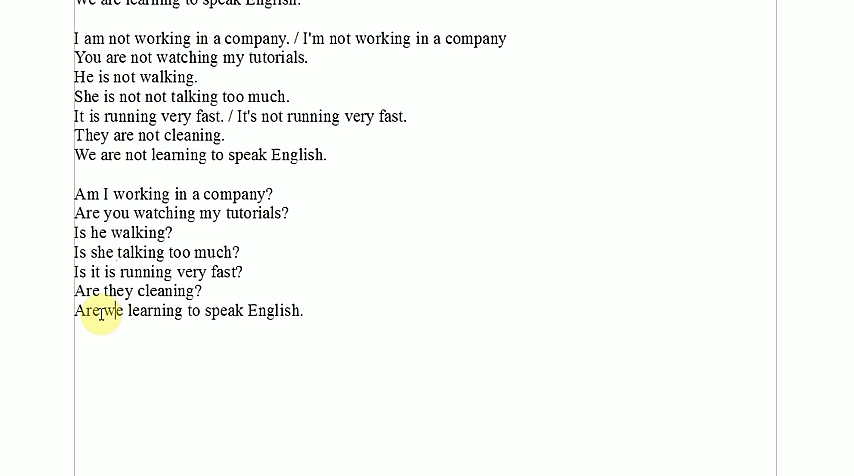 We are learning to speak English.
I am not working in a company. / I'm not working in a company
You are not watching my tutorials.
He is not walking.
She is not not talking too much.
It is running very fast. / It's not running very fast.
They are not cleaning.
We are not learning to speak English.
Am I working in a company?
Are you watching my tutorials?
Is he walking?
Is she talking too much?
Is it is running very fast?
Are they cleaning?
Are we learning to speak English.